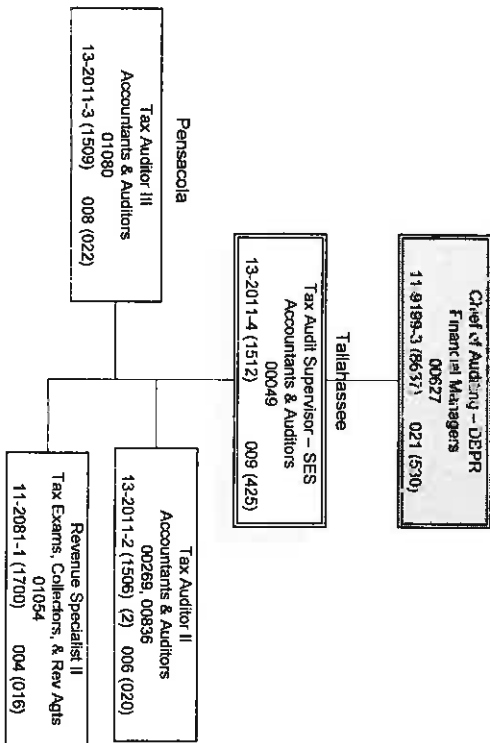 Chief of Auditing – DBPR
Financial Managers
00627
11-9199-3 (8637) 021 (530)
Tallahassee
Tax Audit Supervisor – SES
Accountants & Auditors
00049
13-2011-4 (1512) 009 (425)
Pensacola
Tax Auditor III
Accountants & Auditors
01080
13-2011-3 (1509) 008 (022)
Tax Auditor II
Accountants & Auditors
00269, 00836
13-2011-2 (1506) (2) 006 (020)
Revenue Specialist II
Tax Exams, Collectors, & Rev Agts
01054
11-2081-1 (1700) 004 (016)